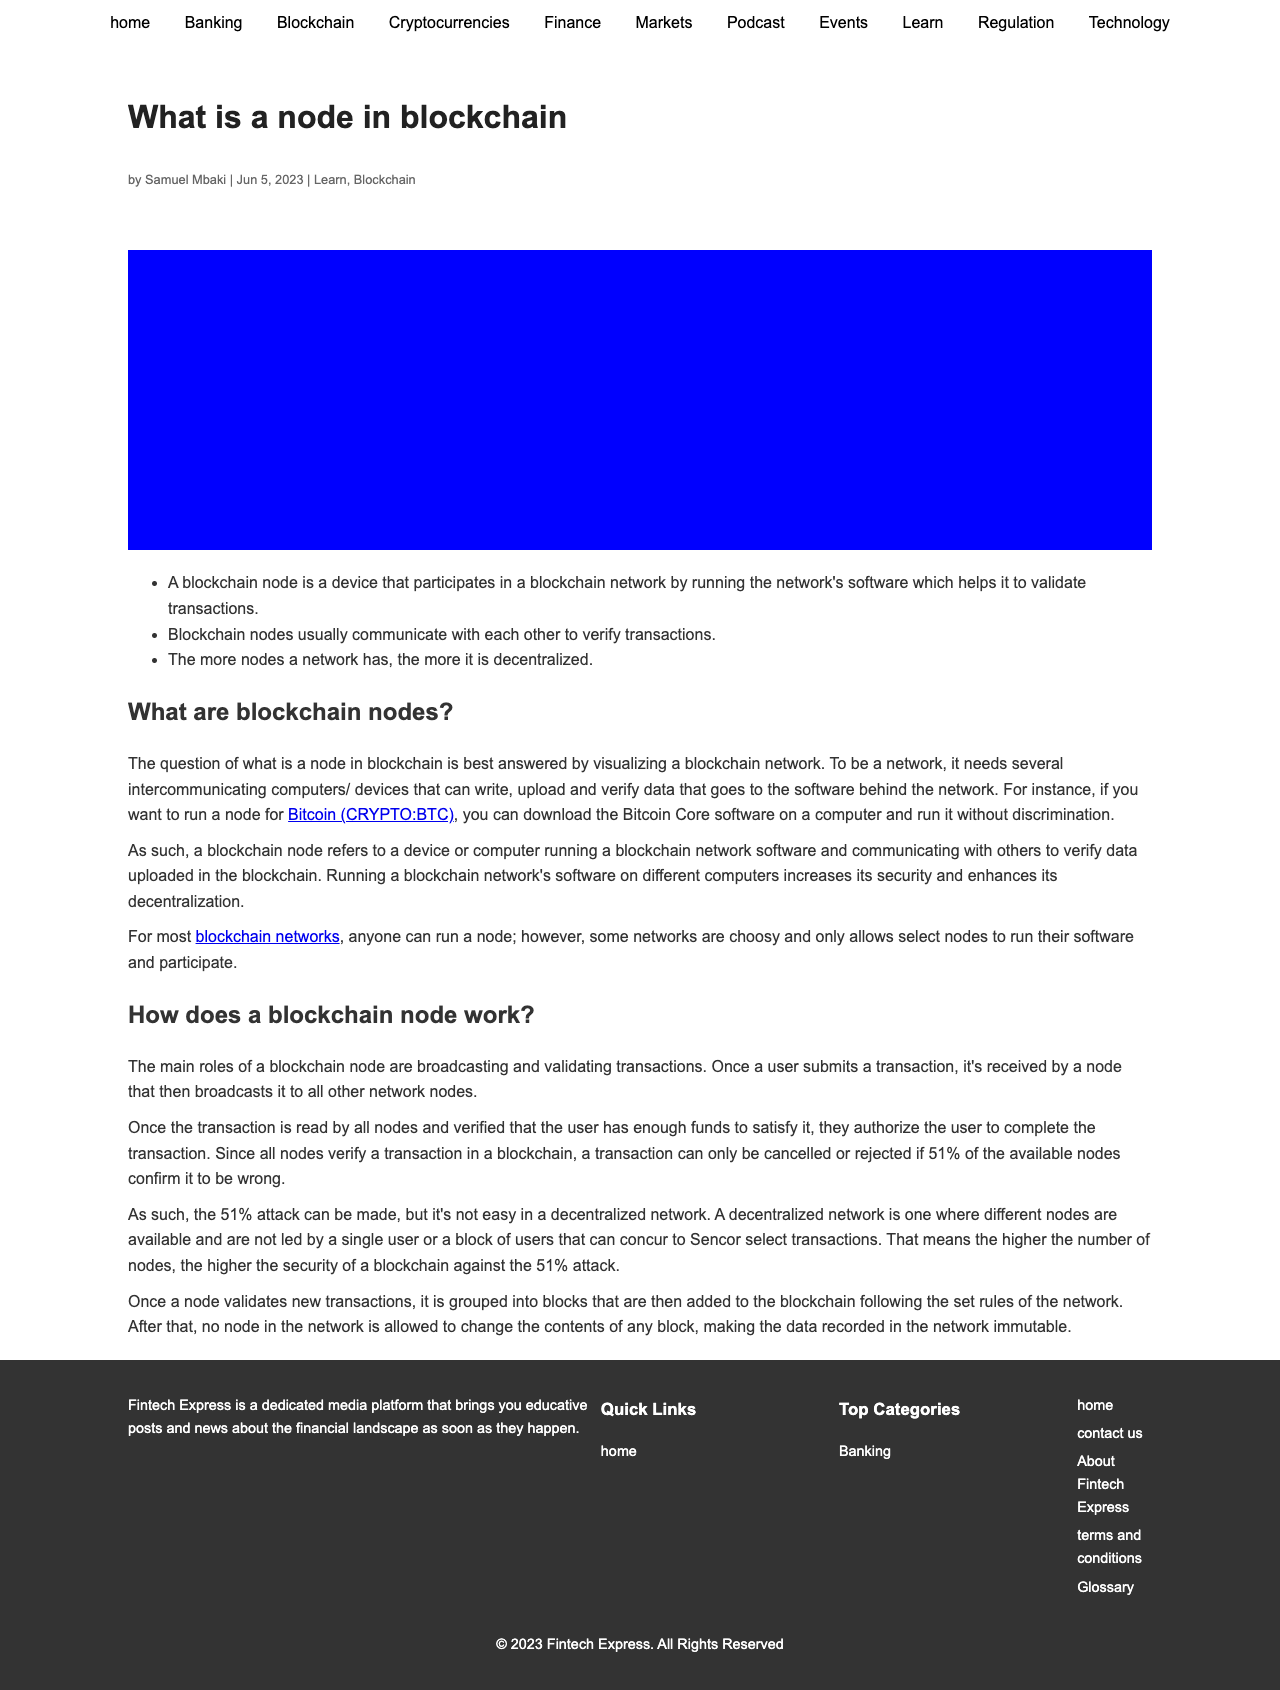 home Banking Blockchain Cryptocurrencies Finance Markets Podcast Events Learn Regulation Technology
What is a node in blockchain
by Samuel Mbaki | Jun 5, 2023 | Learn, Blockchain
• A blockchain node is a device that participates in a blockchain network by running the network's software which helps it to validate
transactions.
• Blockchain nodes usually communicate with each other to verify transactions.
• The more nodes a network has, the more it is decentralized.
What are blockchain nodes?
The question of what is a node in blockchain is best answered by visualizing a blockchain network. To be a network, it needs several
intercommunicating computers/ devices that can write, upload and verify data that goes to the software behind the network. For instance, if you
want to run a node for Bitcoin (CRYPTO:BTC), you can download the Bitcoin Core software on a computer and run it without discrimination.
As such, a blockchain node refers to a device or computer running a blockchain network software and communicating with others to verify data
uploaded in the blockchain. Running a blockchain network's software on different computers increases its security and enhances its
decentralization.
For most blockchain networks, anyone can run a node; however, some networks are choosy and only allows select nodes to run their software
and participate.
How does a blockchain node work?
The main roles of a blockchain node are broadcasting and validating transactions. Once a user submits a transaction, it's received by a node
that then broadcasts it to all other network nodes.
Once the transaction is read by all nodes and verified that the user has enough funds to satisfy it, they authorize the user to complete the
transaction. Since all nodes verify a transaction in a blockchain, a transaction can only be cancelled or rejected if 51% of the available nodes
confirm it to be wrong.
As such, the 51% attack can be made, but it's not easy in a decentralized network. A decentralized network is one where different nodes are
available and are not led by a single user or a block of users that can concur to Sencor select transactions. That means the higher the number of
nodes, the higher the security of a blockchain against the 51% attack.
Once a node validates new transactions, it is grouped into blocks that are then added to the blockchain following the set rules of the network.
After that, no node in the network is allowed to change the contents of any block, making the data recorded in the network immutable.
Fintech Express is a dedicated media platform that brings you educative
posts and news about the financial landscape as soon as they happen.
Quick Links
home
Top Categories
Banking
home
contact us
About
Fintech
Express
terms and
conditions
Glossary
© 2023 Fintech Express. All Rights Reserved